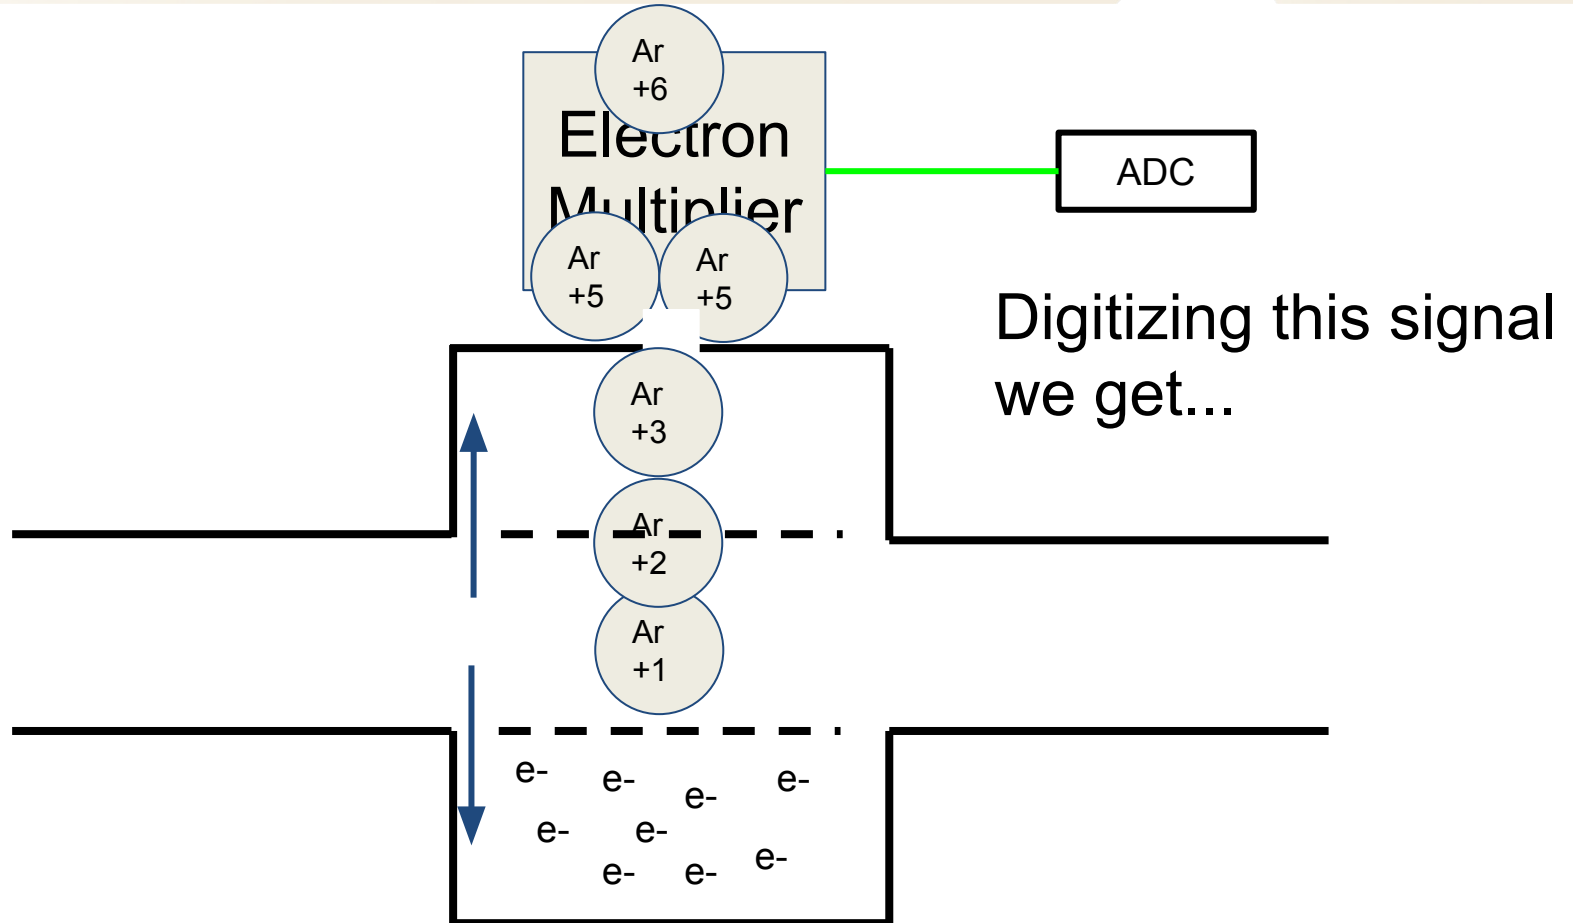 Ar
+6
Electron
Multiplier
ADC
Ar
+5
Ar
+5
Digitizing this signal
we get...
Ar
+3
Ar
+2
Ar
+1
e-
e-
e-
e-
e-
e-
e-
e-
e-